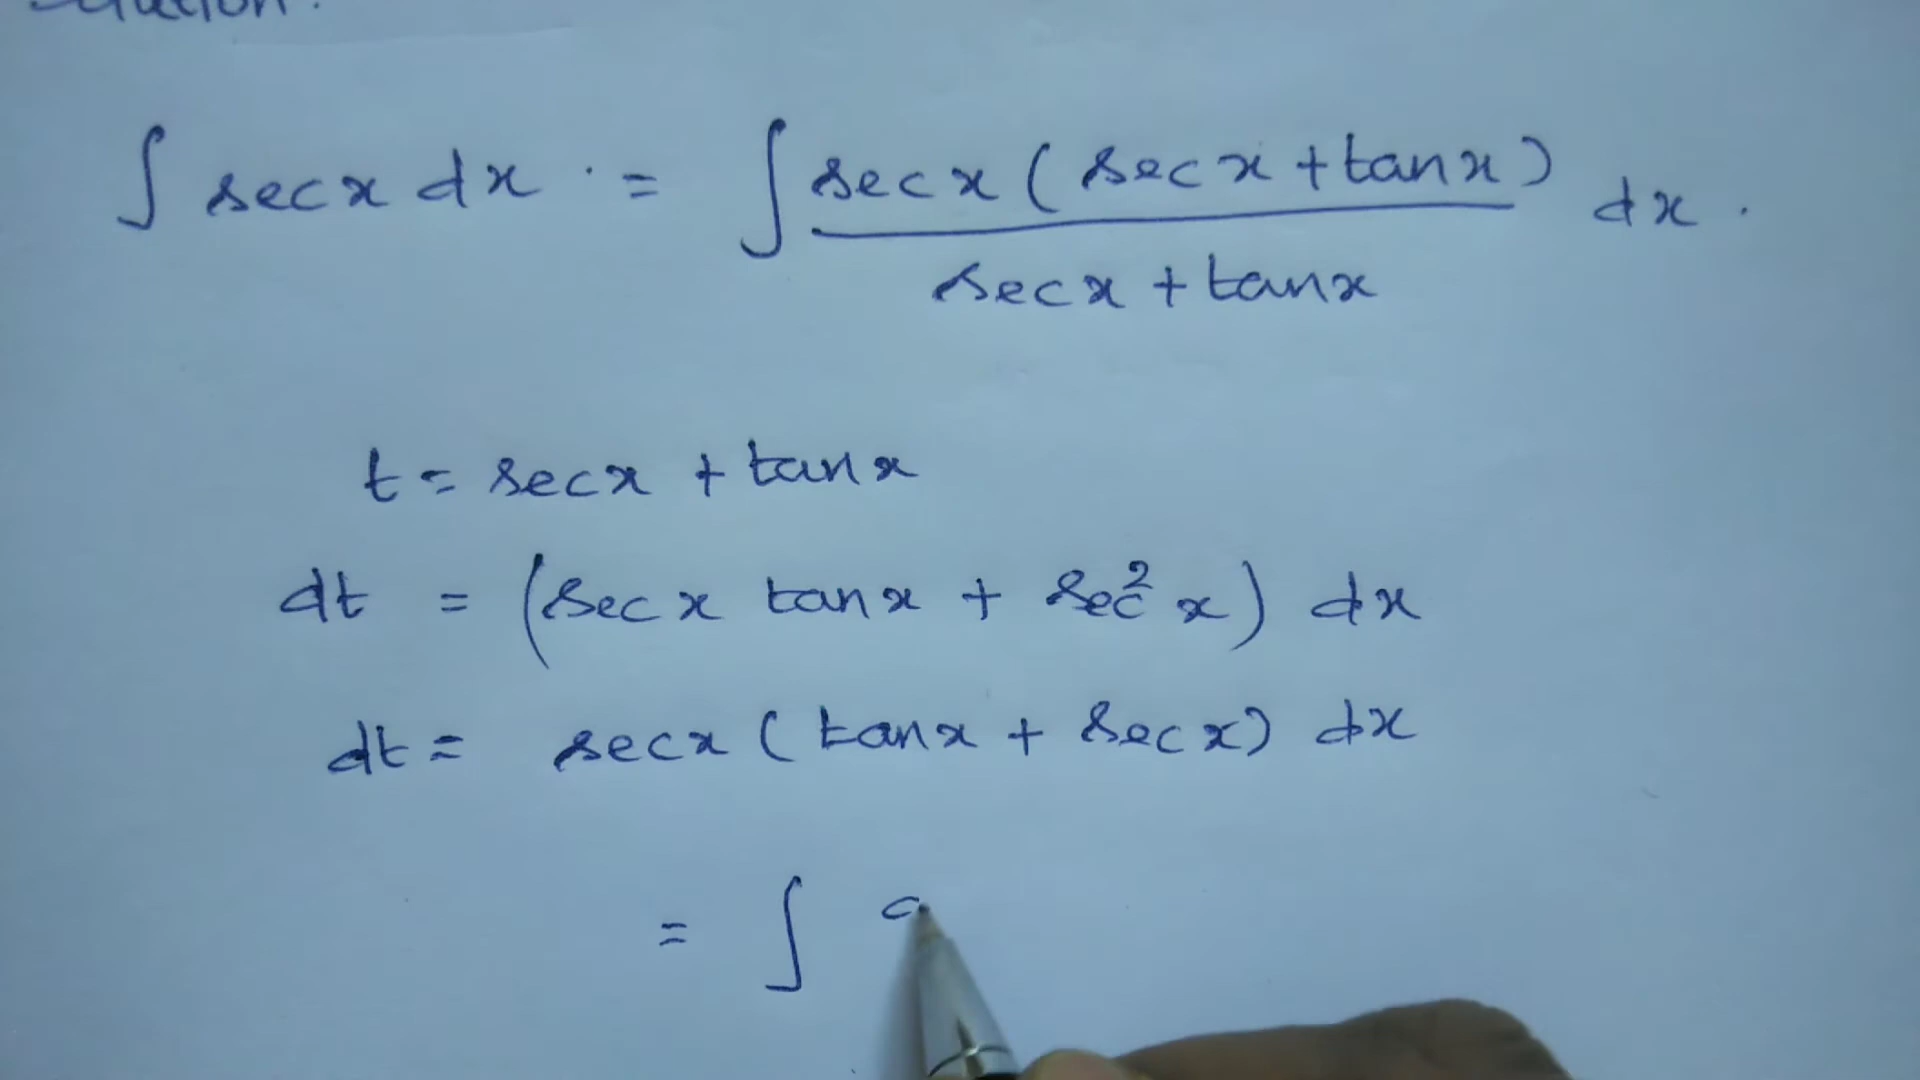 ∫ sec x dx . = ∫ sec x ( sec x + tan x ) / sec x + tan x dx .
t = sec x + tan x
dt = ( sec x tan x + sec² x ) dx
dt = sec x ( tan x + sec x ) dx
= ∫